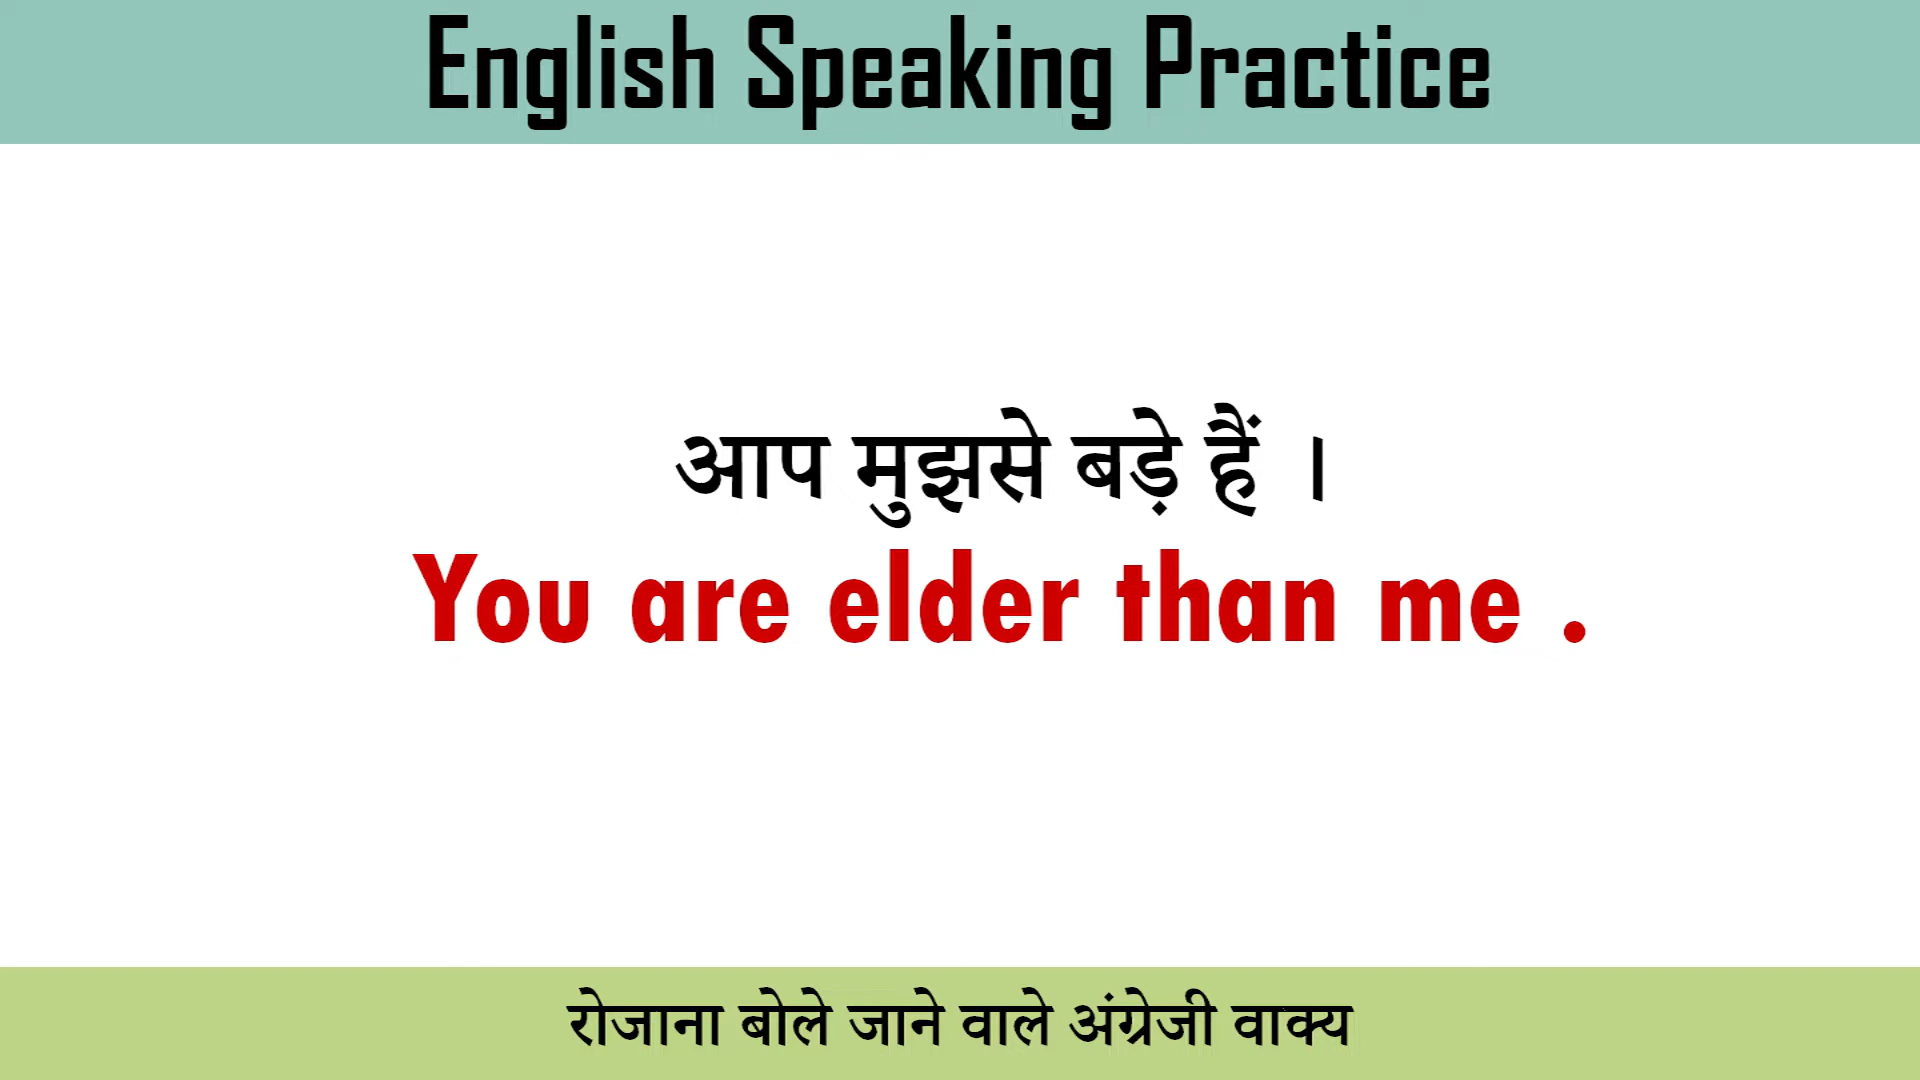 English Speaking Practice
आप मुझसे बड़े हैं ।
You are elder than me .
रोजाना बोले जाने वाले अंग्रेजी वाक्य